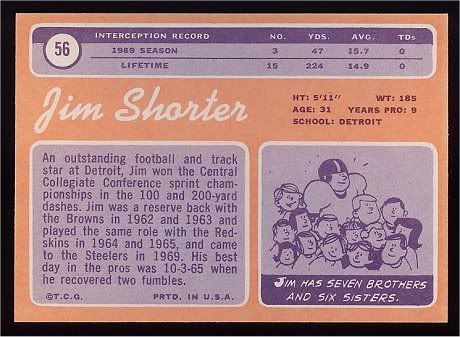 56
INTERCEPTION RECORD NO. YDS. AVG. TDs
1969 SEASON 3 47 15.7 0
LIFETIME 15 224 14.9 0
Jim Shorter
HT: 5'11" WT: 185
AGE: 31 YEARS PRO: 9
SCHOOL: DETROIT
An outstanding football and track
star at Detroit, Jim won the Central
Collegiate Conference sprint cham-
pionships in the 100 and 200-yard
dashes. Jim was a reserve back with
the Browns in 1962 and 1963 and
played the same role with the Red-
skins in 1964 and 1965, and came
to the Steelers in 1969. His best
day in the pros was 10-3-65 when
he recovered two fumbles.
©T.C.G. PRTD. IN U.S.A.
JIM HAS SEVEN BROTHERS
AND SIX SISTERS.